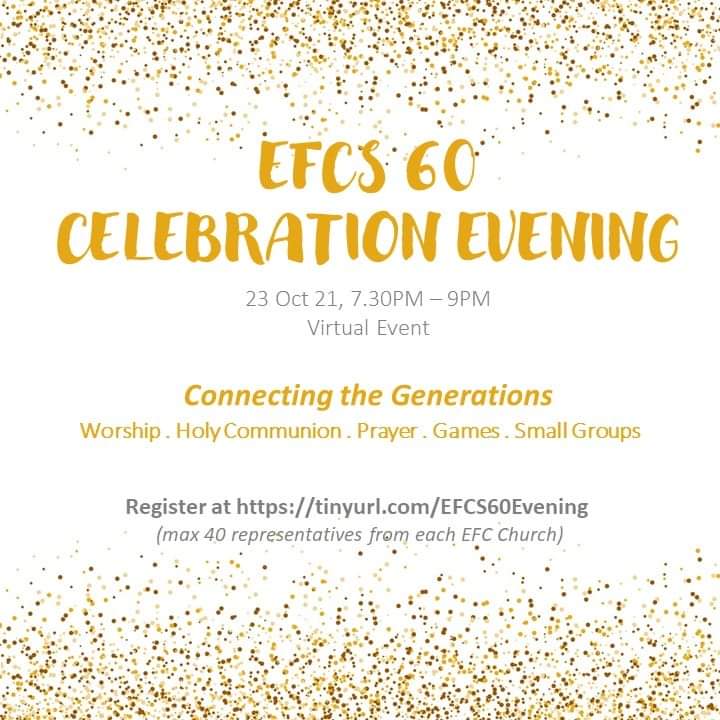 EFCS 60
CELEBRATION EVENING
23 Oct 21, 7.30PM – 9PM
Virtual Event
Connecting the Generations
Worship . Holy Communion . Prayer . Games . Small Groups
Register at https://tinyurl.com/EFCS60Evening
(max 40 representatives from each EFC Church)